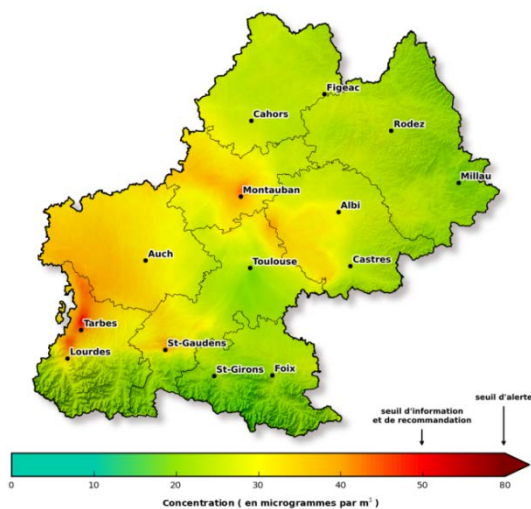 Figeac
Cahors
Rodez
Millau
Montauban
Albi
Auch
Toulouse
Castres
Tarbes
St-Gaudens
Lourdes
St-Girons
Foix
seuil d'alerte
seuil d'information
et de recommandation
0 10 20 30 40 50 80
Concentration ( en microgrammes par m³ )